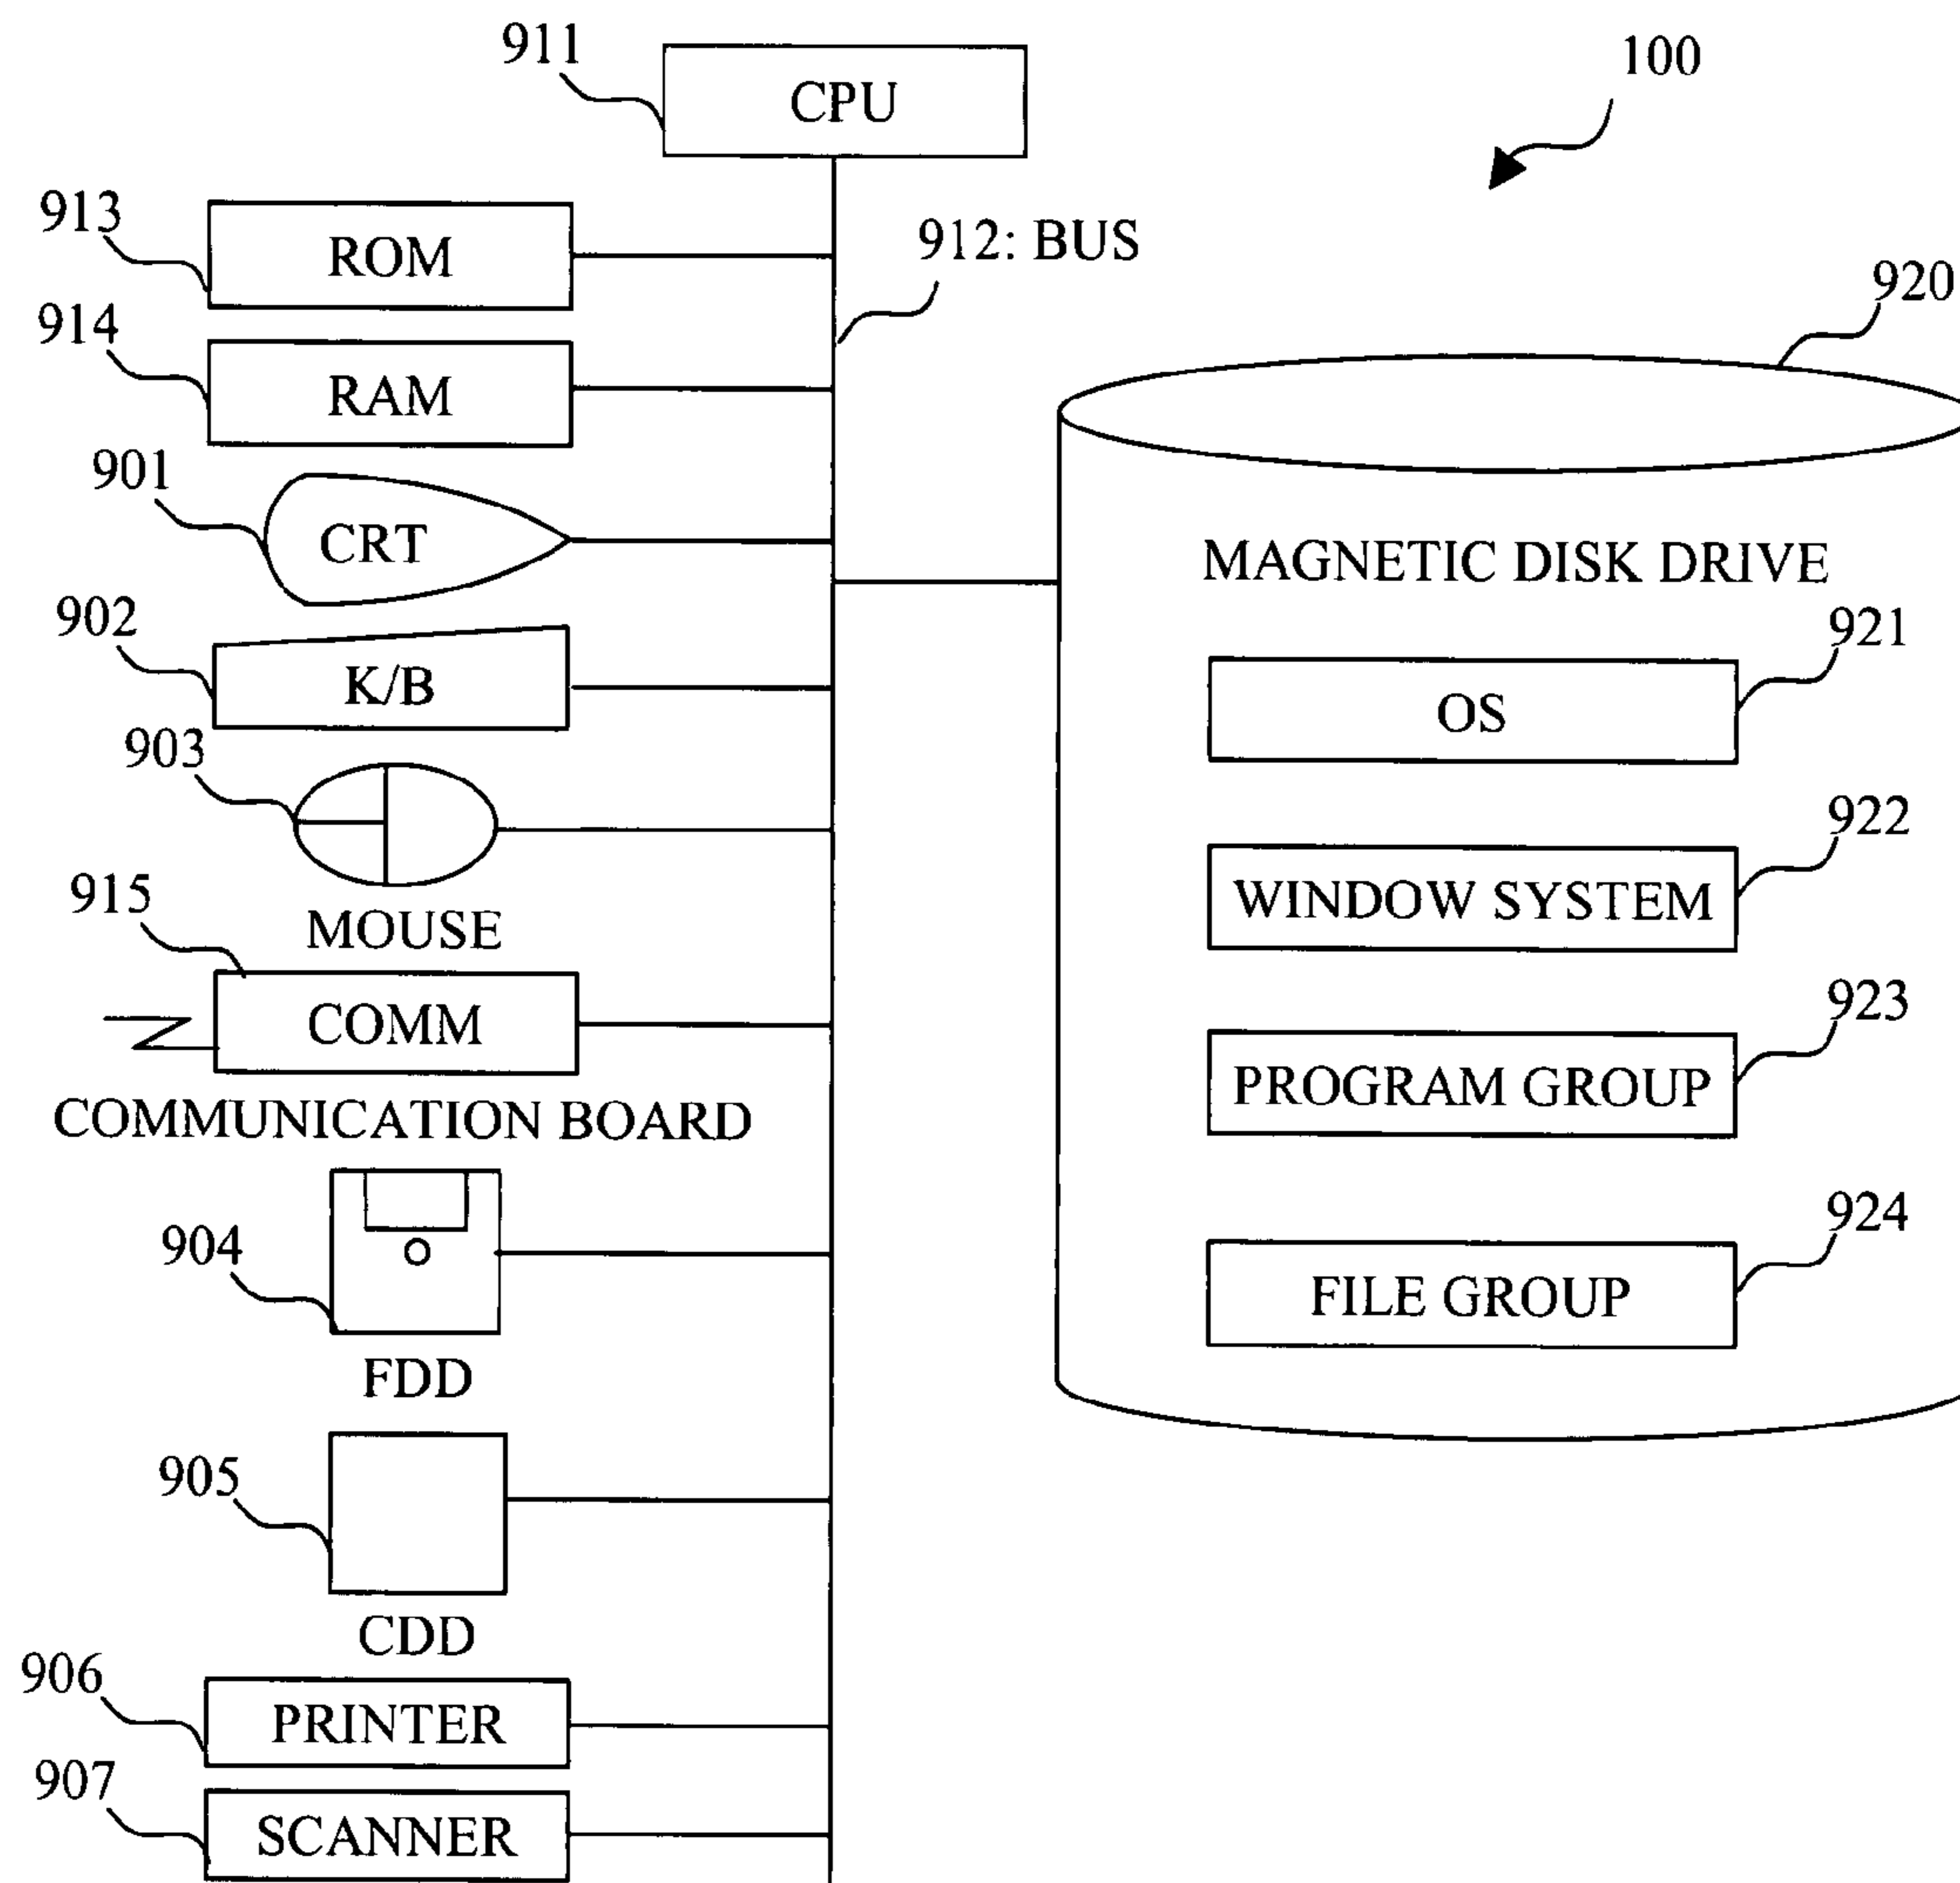 911
CPU
100
913
ROM
912: BUS
914
RAM
920
901
CRT
MAGNETIC DISK DRIVE
902
K/B
921
OS
903
MOUSE
922
WINDOW SYSTEM
915
COMM
COMMUNICATION BOARD
923
PROGRAM GROUP
904
FDD
924
FILE GROUP
905
CDD
906
PRINTER
907
SCANNER